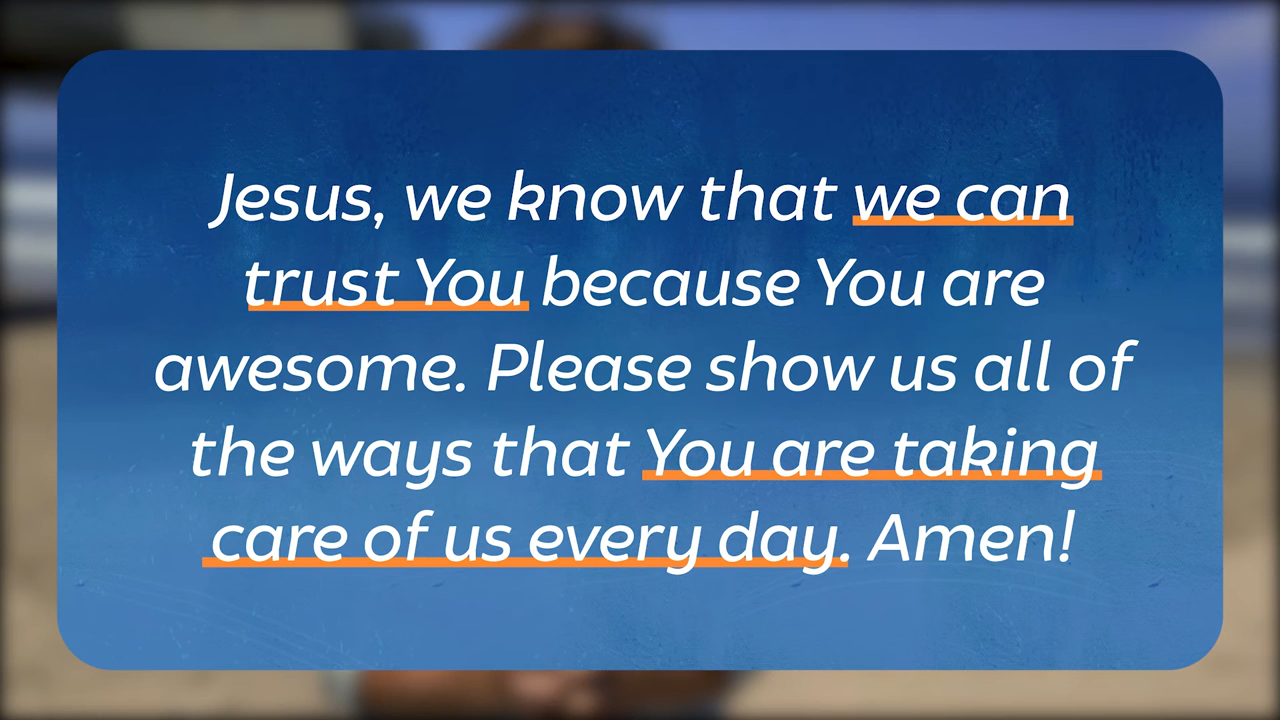 Jesus, we know that we can
trust You because You are
awesome. Please show us all of
the ways that You are taking
care of us every day. Amen!